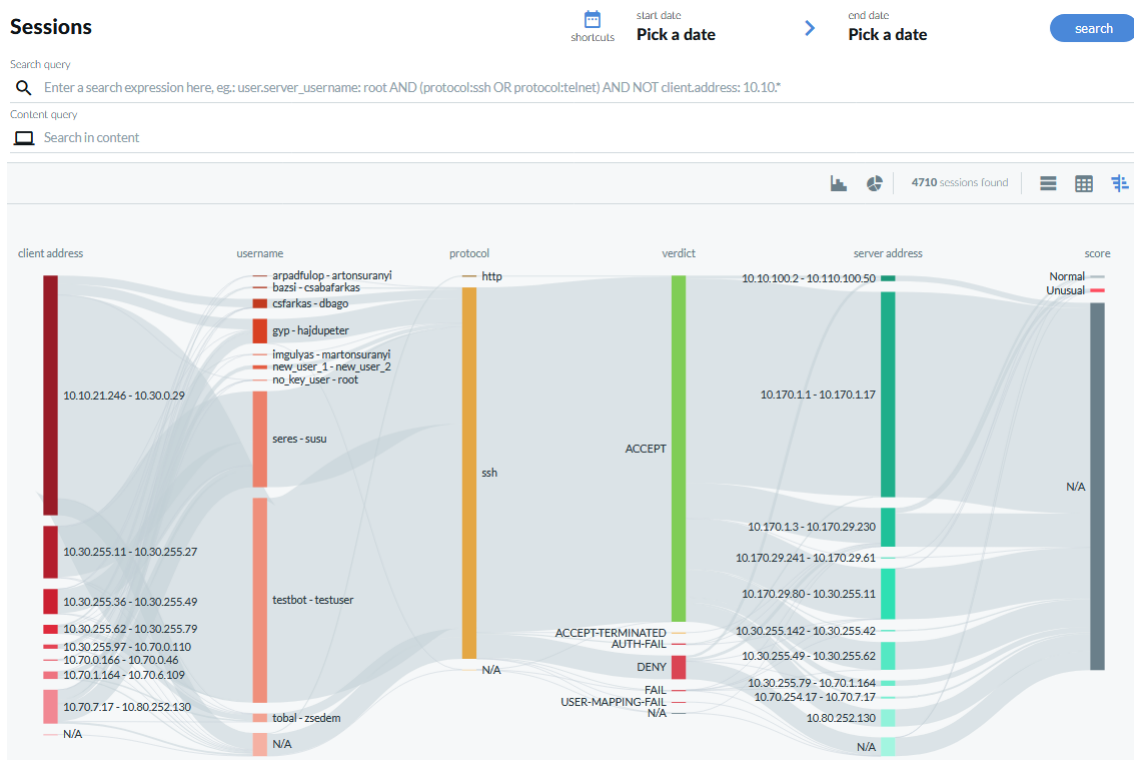 Sessions
shortcuts
start date
Pick a date
end date
Pick a date
search
Search query
Enter a search expression here, eg.: user.server_username: root AND (protocol:ssh OR protocol:telnet) AND NOT client.address: 10.10.*
Content query
Search in content
4710 sessions found
client address
username
protocol
verdict
server address
score
10.10.21.246 - 10.30.0.29
10.30.255.11 - 10.30.255.27
10.30.255.36 - 10.30.255.49
10.30.255.62 - 10.30.255.79
10.30.255.97 - 10.70.0.110
10.70.0.166 - 10.70.0.46
10.70.1.164 - 10.70.6.109
10.70.7.17 - 10.80.252.130
N/A
arpadfulop - artonsuranyi
bazsi - csabafarkas
csfarkas - dbago
gyp - hajdupeter
imgulyas - martonsuranyi
new_user_1 - new_user_2
no_key_user - root
seres - susu
testbot - testuser
tobal - zsedem
N/A
http
ssh
N/A
ACCEPT
ACCEPT-TERMINATED
AUTH-FAIL
DENY
FAIL
USER-MAPPING-FAIL
N/A
10.10.100.2 - 10.110.100.50
10.170.1.1 - 10.170.1.17
10.170.1.3 - 10.170.29.230
10.170.29.241 - 10.170.29.61
10.170.29.80 - 10.30.255.11
10.30.255.142 - 10.30.255.42
10.30.255.49 - 10.30.255.62
10.30.255.79 - 10.70.1.164
10.70.254.17 - 10.70.7.17
10.80.252.130
N/A
Normal
Unusual
N/A